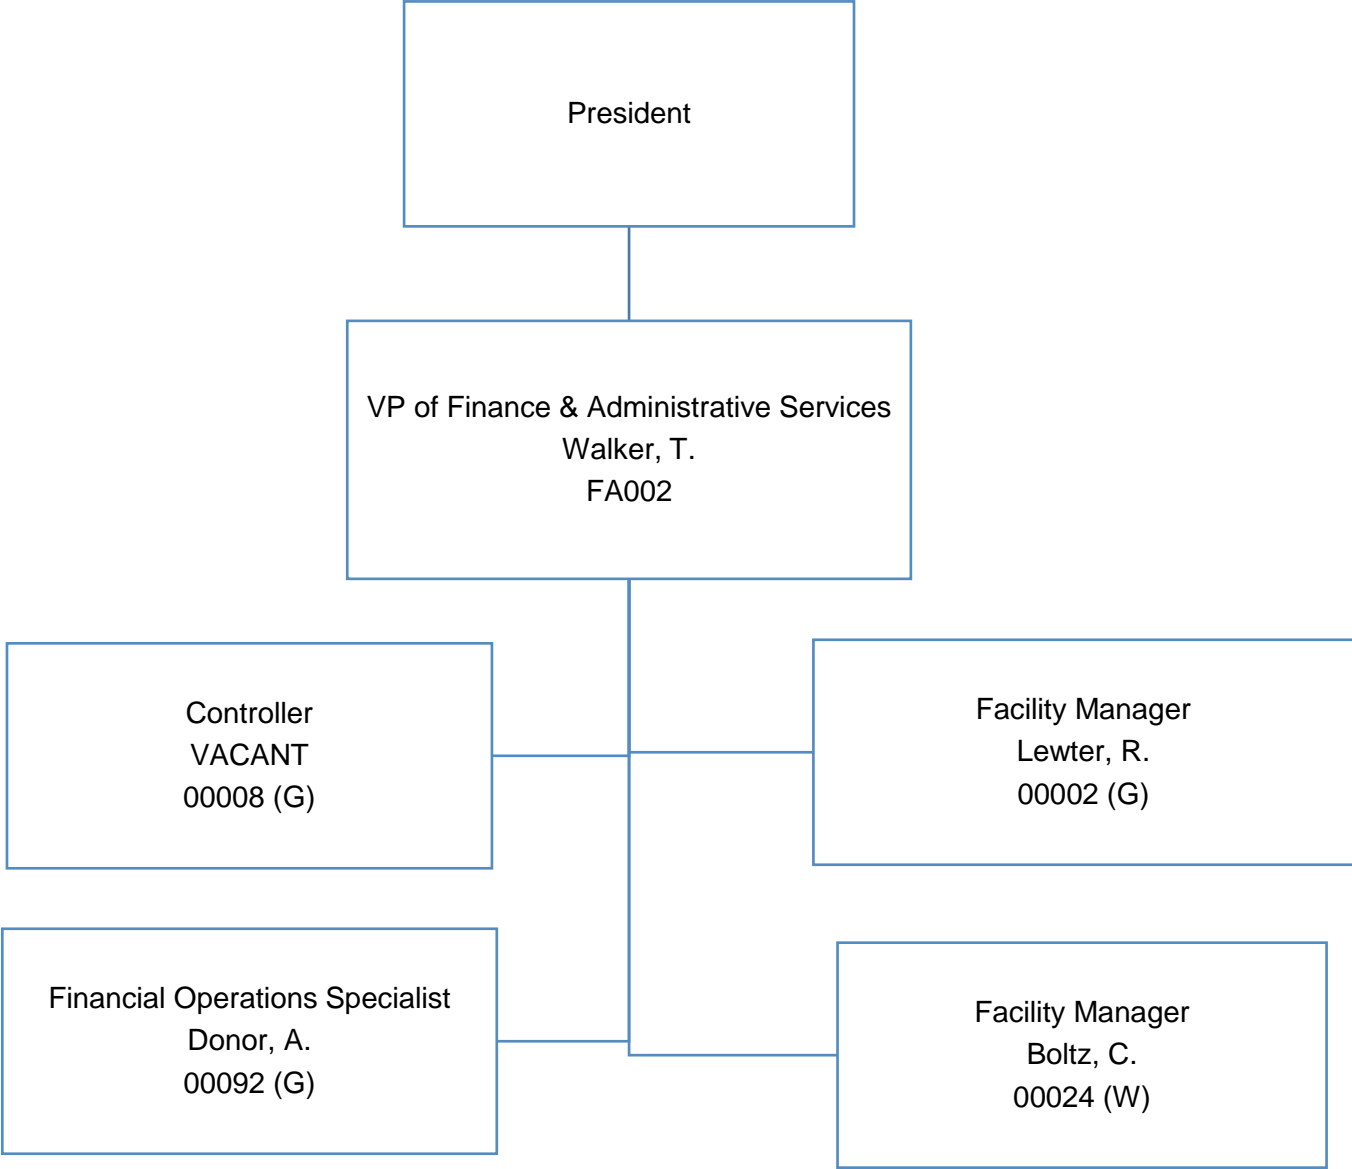 President
VP of Finance & Administrative Services
Walker, T.
FA002
Controller
VACANT
00008 (G)
Facility Manager
Lewter, R.
00002 (G)
Financial Operations Specialist
Donor, A.
00092 (G)
Facility Manager
Boltz, C.
00024 (W)